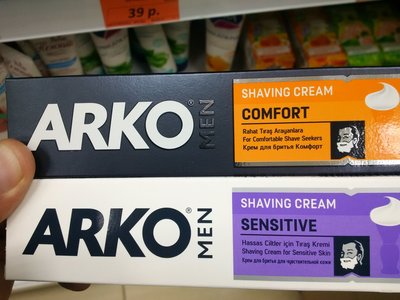 39 р.
ARKO® MEN
SHAVING CREAM
COMFORT
Rahat Tıraş Arayanlara
For Comfortable Shave Seekers
Крем для бритья Комфорт
ARKO® MEN
SHAVING CREAM
SENSITIVE
Hassas Ciltler için Tıraş Kremi
Shaving Cream for Sensitive Skin
Крем для бритья для чувствительной кожи